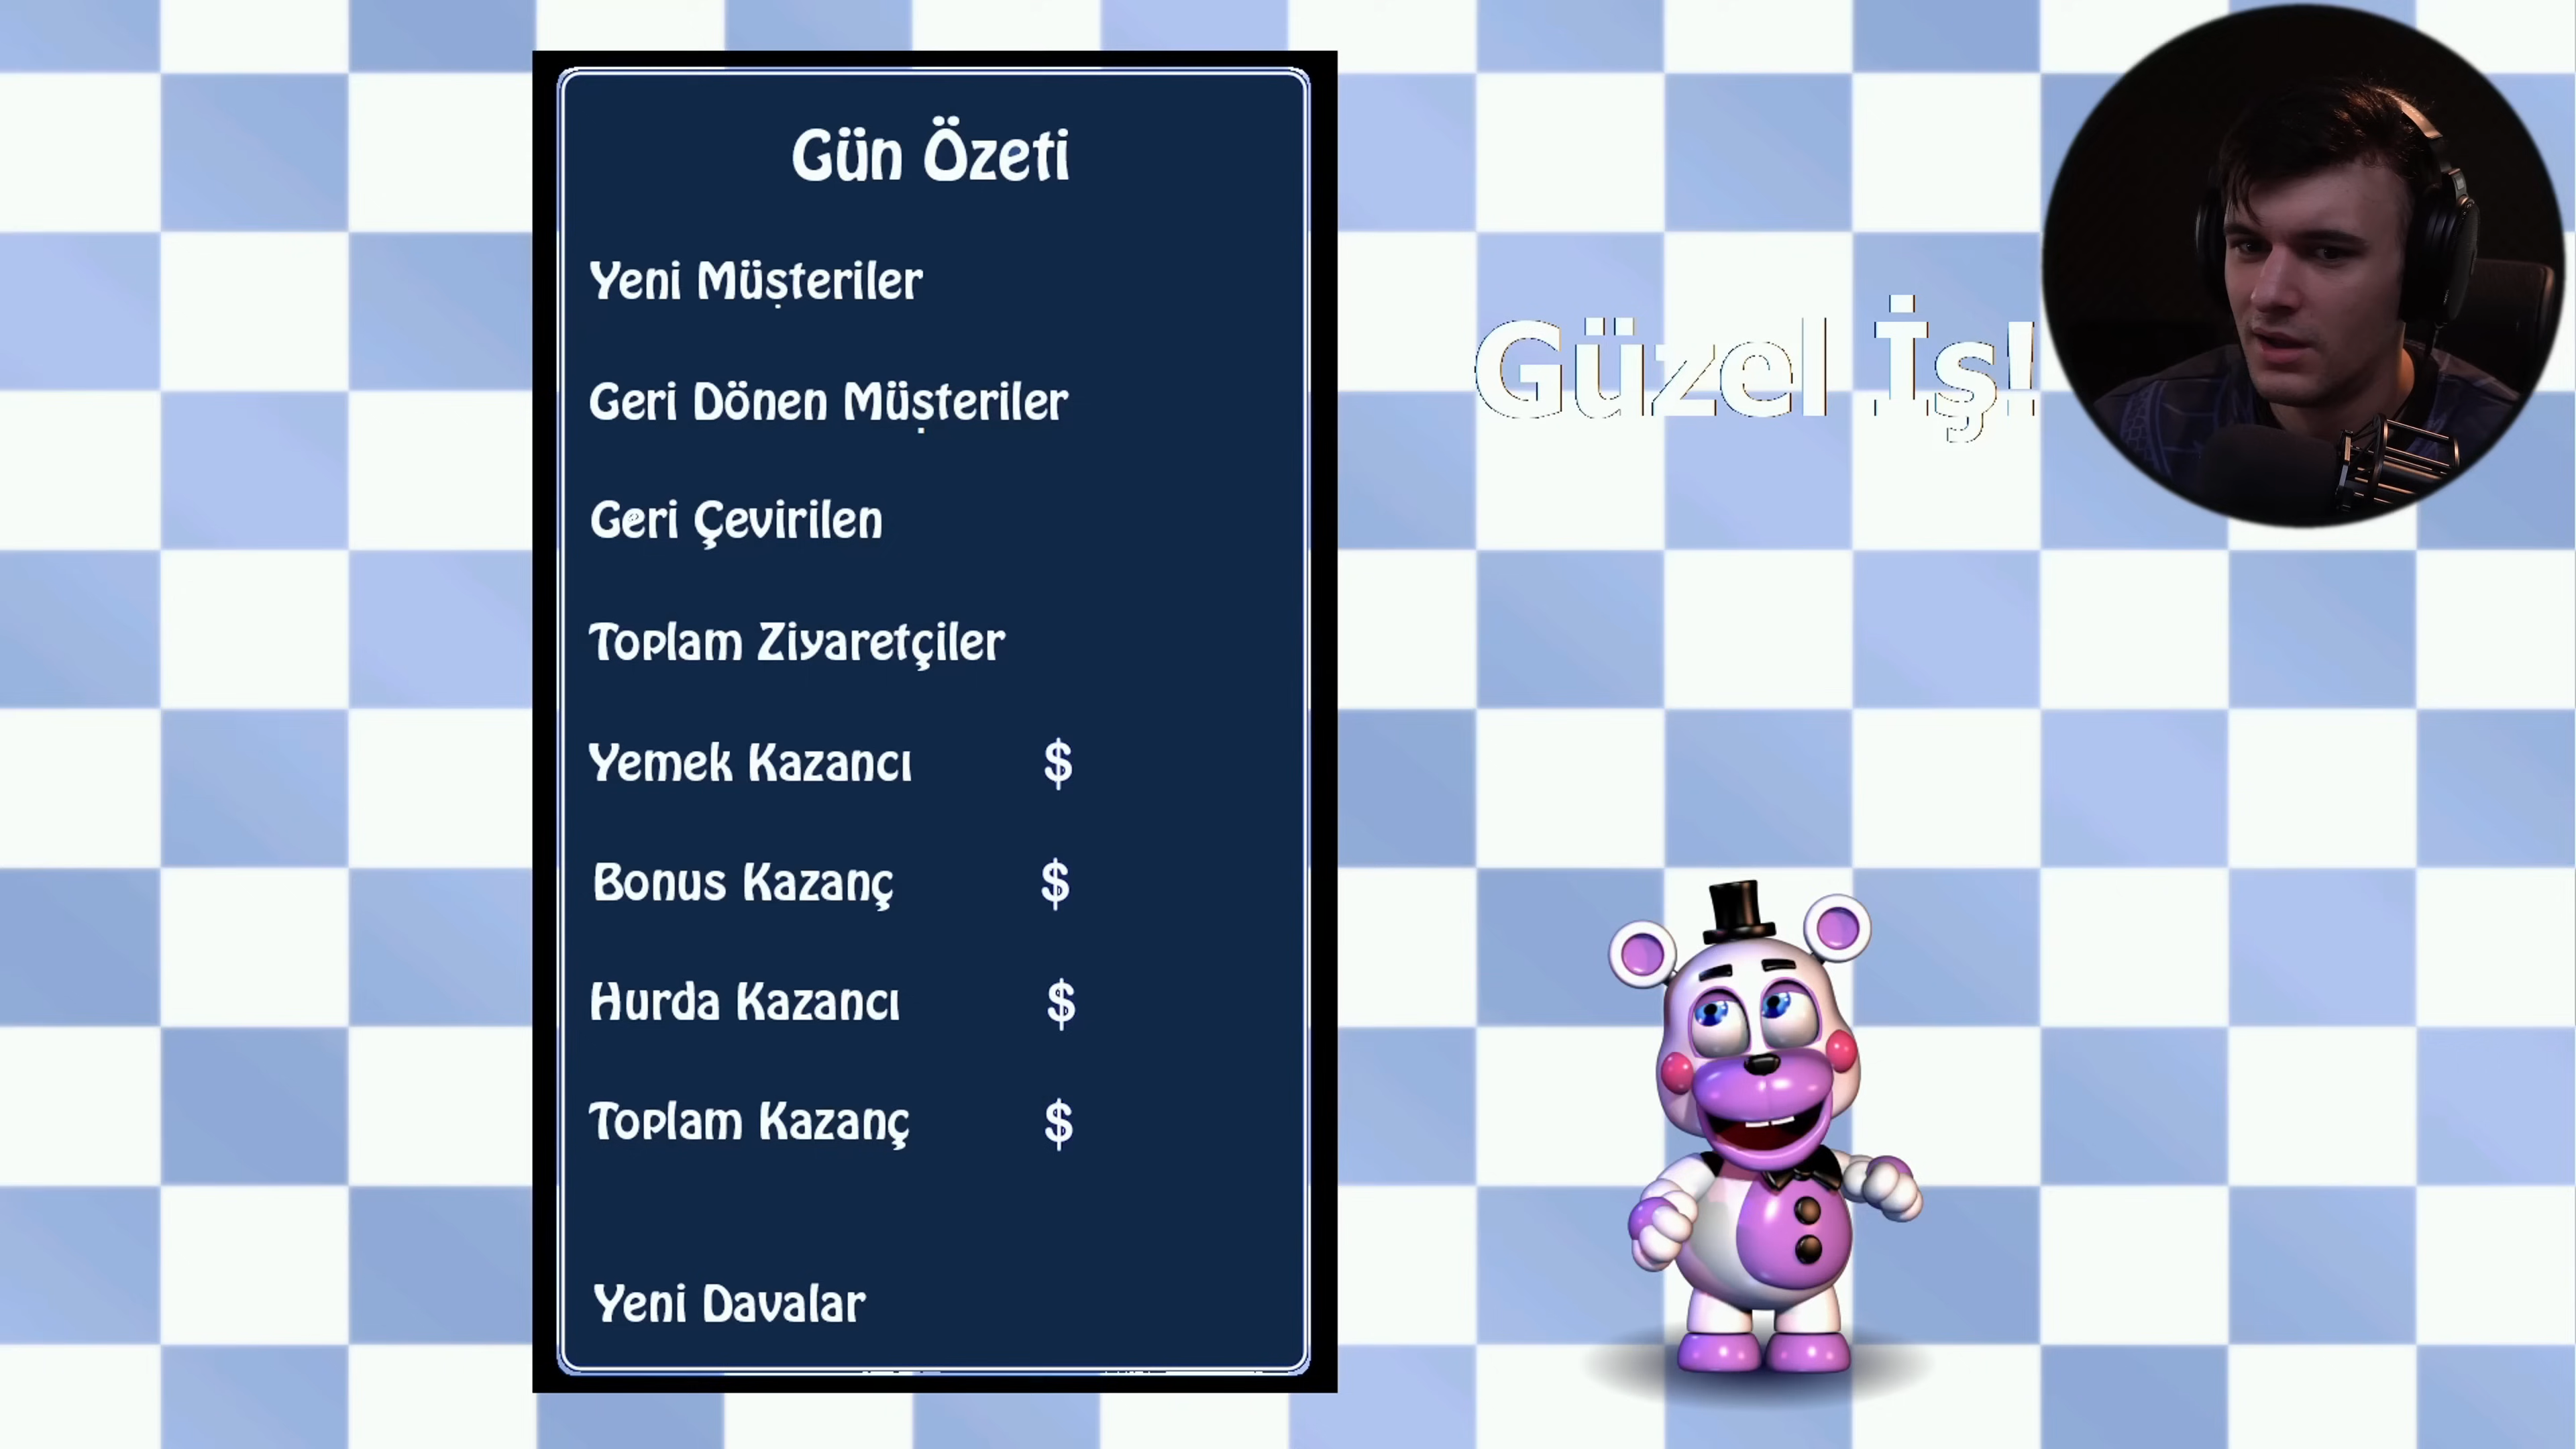 Gün Özeti
Yeni Müşteriler
Geri Dönen Müşteriler
Geri Çevirilen
Toplam Ziyaretçiler
Yemek Kazancı $
Bonus Kazanç $
Hurda Kazancı $
Toplam Kazanç $
Yeni Davalar
Güzel İş!